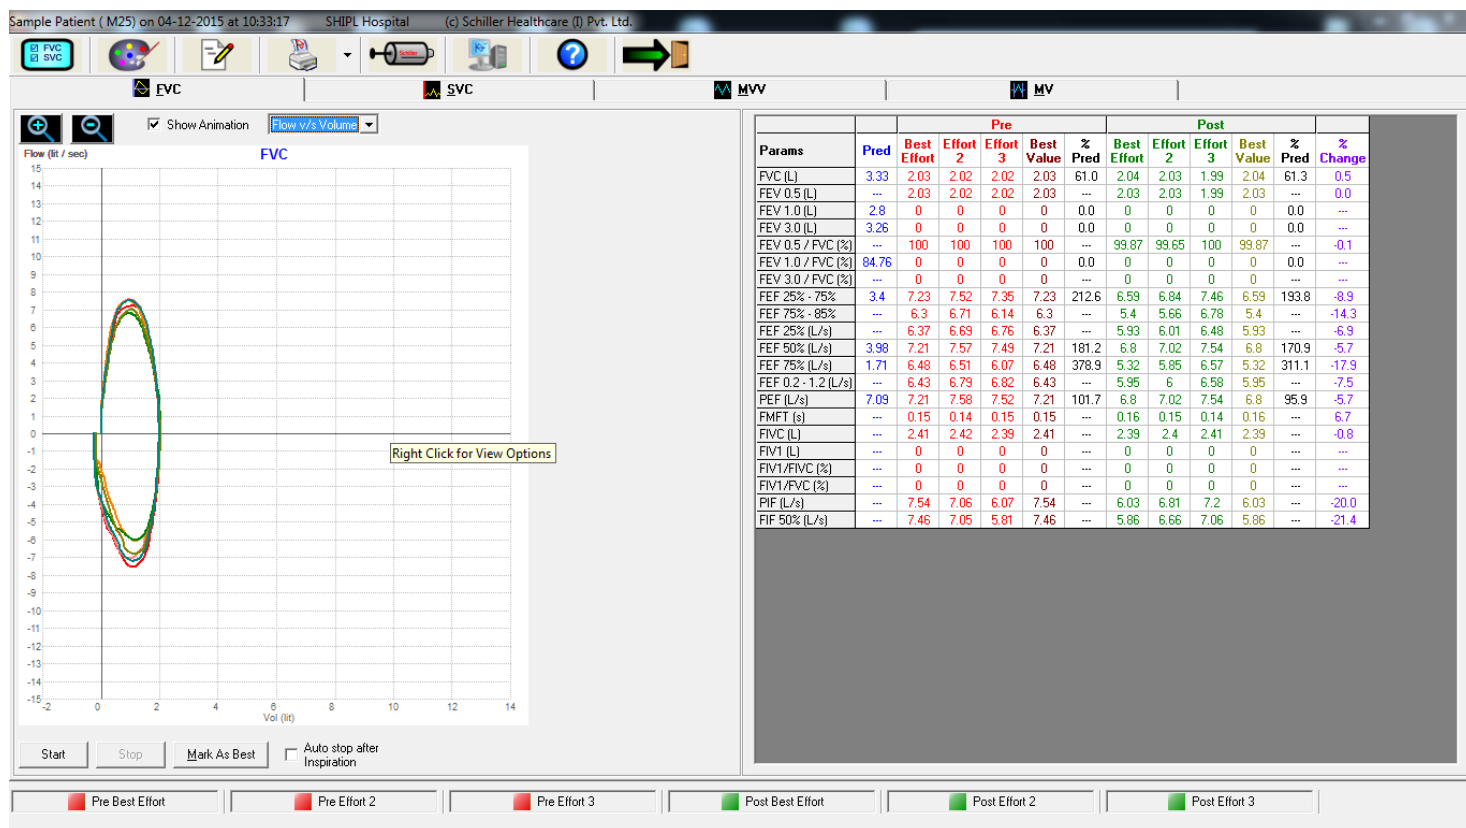 Sample Patient ( M25) on 04-12-2015 at 10:33:17 SHIPL Hospital (c) Schiller Healthcare (I) Pvt. Ltd.
FVC
SVC
Schiller
FVC SVC MVV MV
Show Animation Flow v/s Volume
Flow (lit / sec) FVC
15
14
13
12
11
10
9
8
7
6
5
4
3
2
1
0
-1
-2
-3
-4
-5
-6
-7
-8
-9
-10
-11
-12
-13
-14
-15
-2 0 2 4 6 8 10 12 14
Vol (lit)
Right Click for View Options
Start Stop Mark As Best Auto stop after
Inspiration
Pre Post
Params Pred Best Effort Effort 2 Effort 3 Best Value % Pred Best Effort Effort 2 Effort 3 Best Value % Pred % Change
FVC (L) 3.33 2.03 2.02 2.02 2.03 61.0 2.04 2.03 1.99 2.04 61.3 0.5
FEV 0.5 (L) --- 2.03 2.02 2.02 2.03 --- 2.03 2.03 1.99 2.03 --- 0.0
FEV 1.0 (L) 2.8 0 0 0 0 0.0 0 0 0 0 0.0 ---
FEV 3.0 (L) 3.26 0 0 0 0 0.0 0 0 0 0 0.0 ---
FEV 0.5 / FVC (%) --- 100 100 100 100 --- 99.87 99.65 100 99.87 --- -0.1
FEV 1.0 / FVC (%) 84.76 0 0 0 0 0.0 0 0 0 0 0.0 ---
FEV 3.0 / FVC (%) --- 0 0 0 0 --- 0 0 0 0 --- ---
FEF 25% - 75% 3.4 7.23 7.52 7.35 7.23 212.6 6.59 6.84 7.46 6.59 193.8 -8.9
FEF 75% - 85% --- 6.3 6.71 6.14 6.3 --- 5.4 5.66 6.78 5.4 --- -14.3
FEF 25% (L/s) --- 6.37 6.69 6.76 6.37 --- 5.93 6.01 6.48 5.93 --- -6.9
FEF 50% (L/s) 3.98 7.21 7.57 7.49 7.21 181.2 6.8 7.02 7.54 6.8 170.9 -5.7
FEF 75% (L/s) 1.71 6.48 6.51 6.07 6.48 378.9 5.32 5.85 6.57 5.32 311.1 -17.9
FEF 0.2 - 1.2 (L/s) --- 6.43 6.79 6.82 6.43 --- 5.95 6 6.58 5.95 --- -7.5
PEF (L/s) 7.09 7.21 7.58 7.52 7.21 101.7 6.8 7.02 7.54 6.8 95.9 -5.7
FMFT (s) --- 0.15 0.14 0.15 0.15 --- 0.16 0.15 0.14 0.16 --- 6.7
FIVC (L) --- 2.41 2.42 2.39 2.41 --- 2.39 2.4 2.41 2.39 --- -0.8
FIV1 (L) --- 0 0 0 0 --- 0 0 0 0 --- ---
FIV1/FIVC (%) --- 0 0 0 0 --- 0 0 0 0 --- ---
FIV1/FVC (%) --- 0 0 0 0 --- 0 0 0 0 --- ---
PIF (L/s) --- 7.54 7.06 6.07 7.54 --- 6.03 6.81 7.2 6.03 --- -20.0
FIF 50% (L/s) --- 7.46 7.05 5.81 7.46 --- 5.86 6.66 7.06 5.86 --- -21.4
Pre Best Effort Pre Effort 2 Pre Effort 3 Post Best Effort Post Effort 2 Post Effort 3